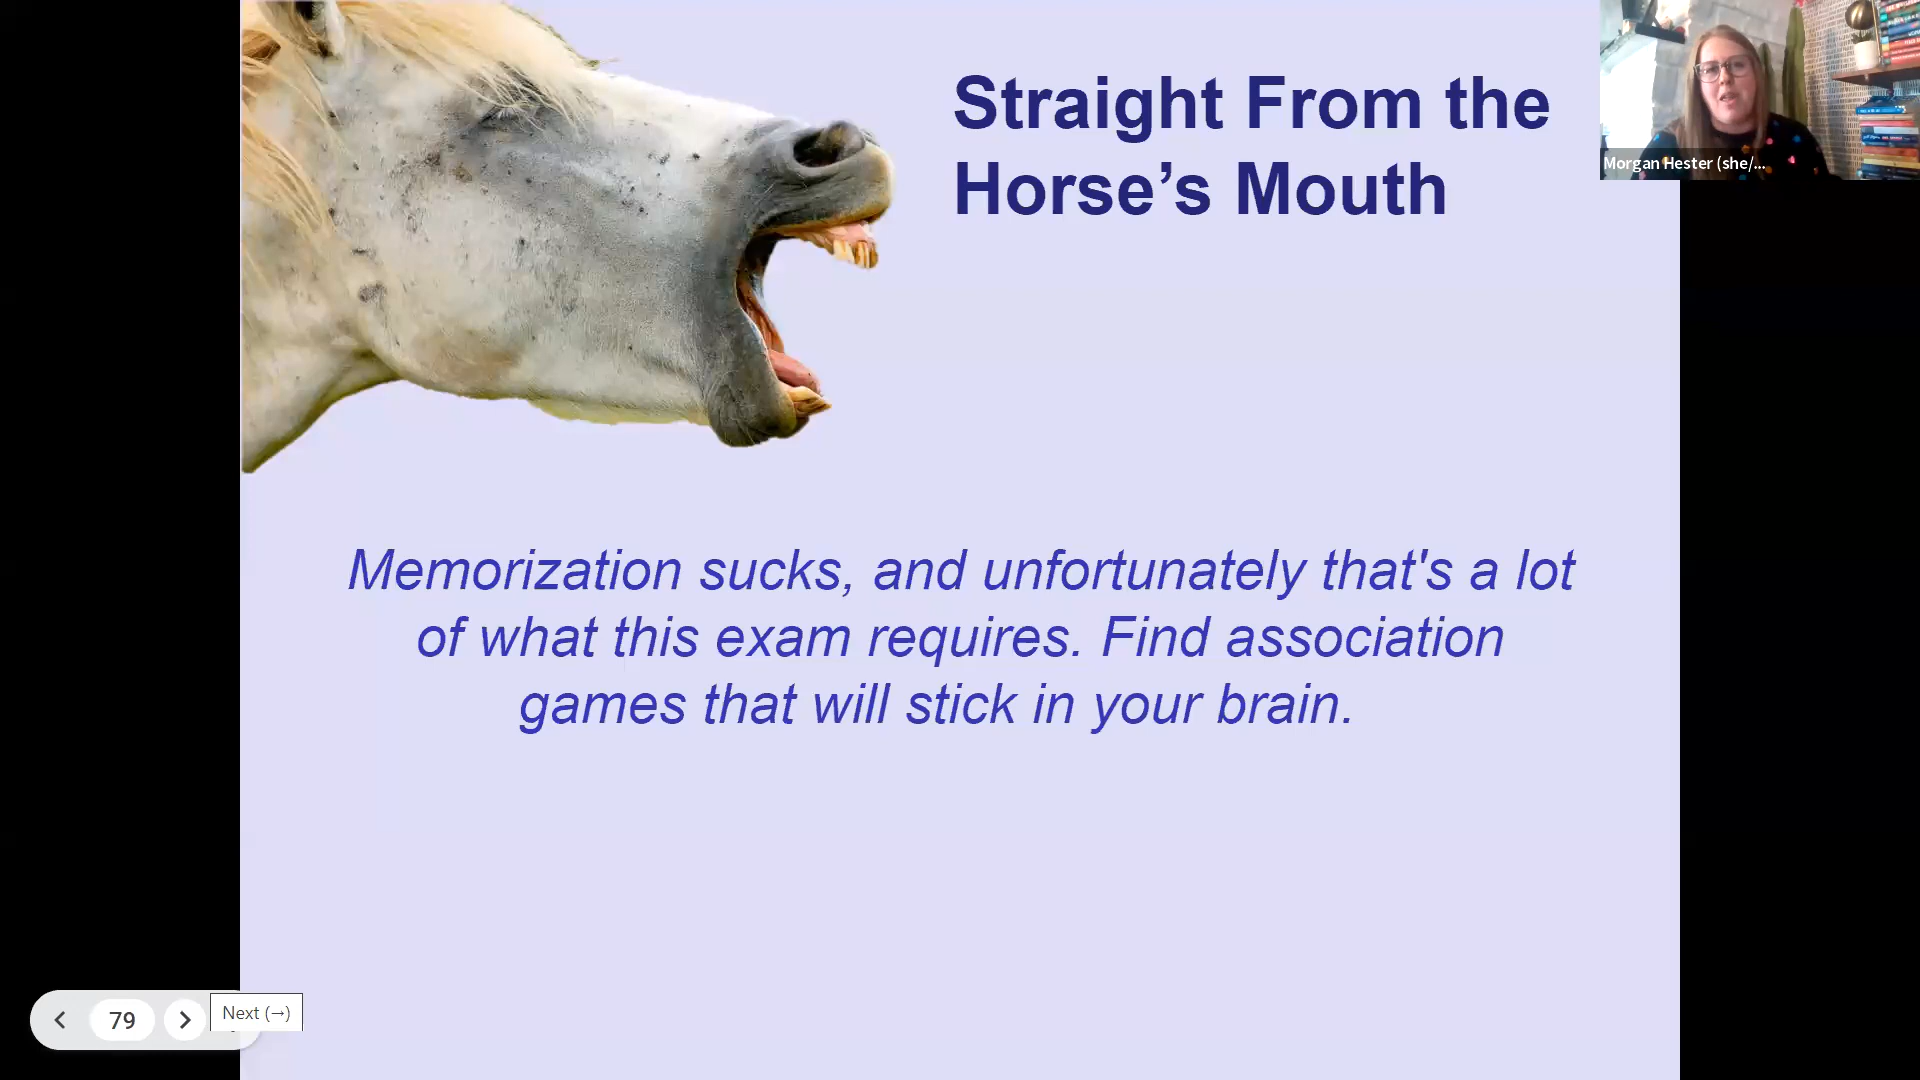 Straight From the
Horse’s Mouth
Morgan Hester (she/...
Memorization sucks, and unfortunately that's a lot
of what this exam requires. Find association
games that will stick in your brain.
79
Next (→)